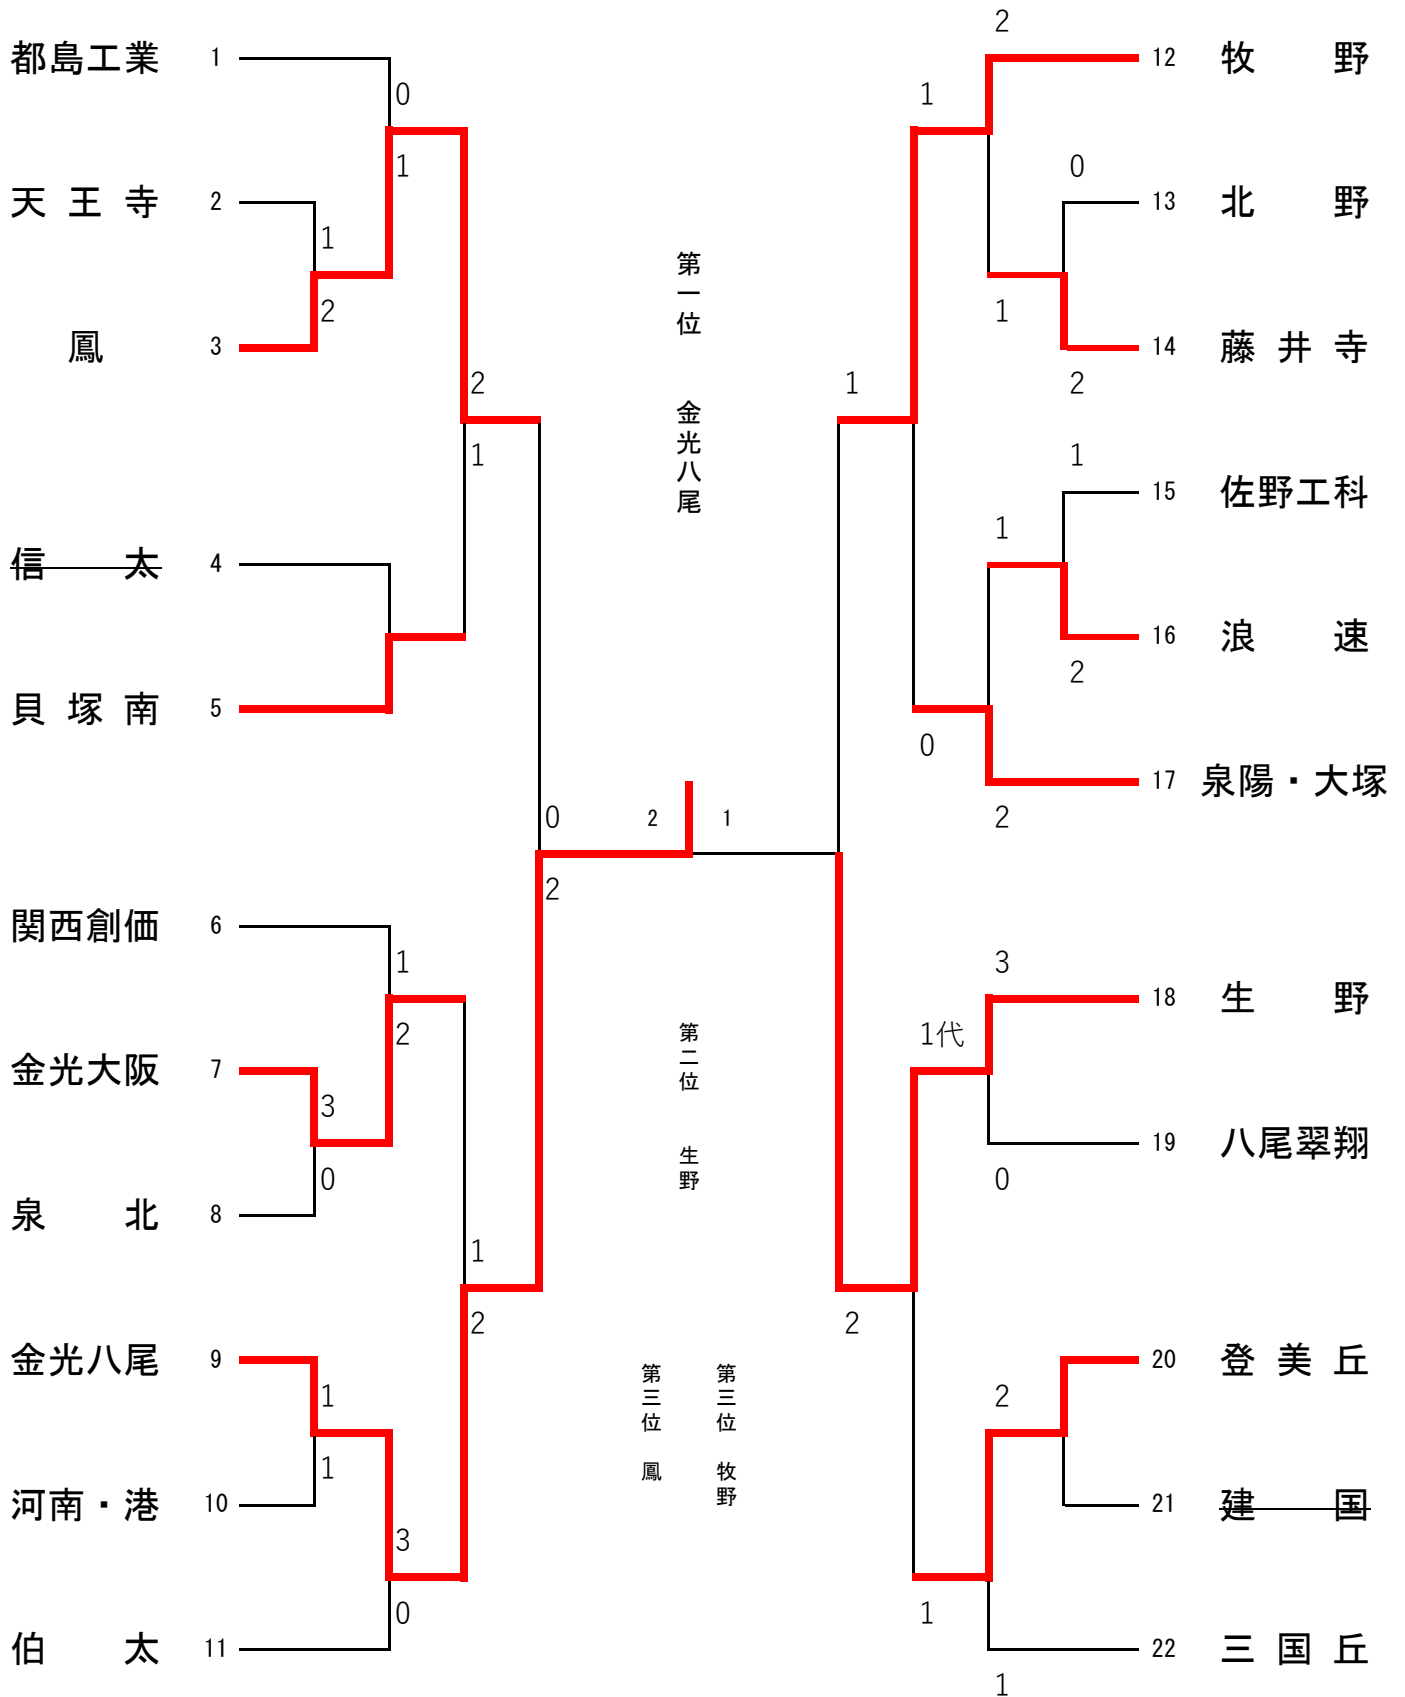 都島工業 1
0
1
天王寺 2
1
2
鳳 3
2
1
信太 4
貝塚南 5
0
2
関西創価 6
1
2
金光大阪 7
3
0
泉北 8
1
2
金光八尾 9
1
1
河南・港 10
3
0
伯太 11
第一位 金光八尾
2 1
第二位 生野
第三位 鳳
第三位 牧野
2
12 牧野
1
0
13 北野
1
14 藤井寺
2
1
1
15 佐野工科
1
16 浪速
2
0
17 泉陽・大塚
2
3
18 生野
1代
19 八尾翠翔
0
2
20 登美丘
2
21 建国
1
22 三国丘
1